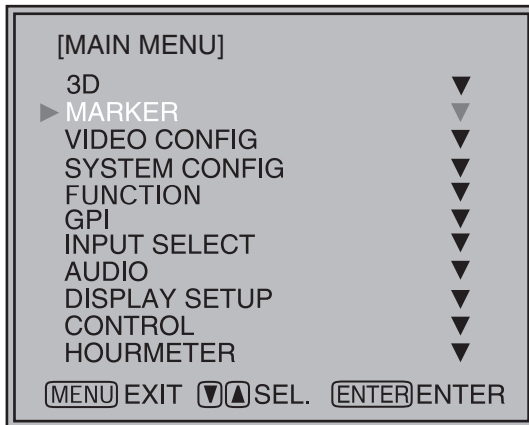 [MAIN MENU]
3D ▼
▶ MARKER ▼
VIDEO CONFIG ▼
SYSTEM CONFIG ▼
FUNCTION ▼
GPI ▼
INPUT SELECT ▼
AUDIO ▼
DISPLAY SETUP ▼
CONTROL ▼
HOURMETER ▼
MENU EXIT ▼▲ SEL. ENTER ENTER